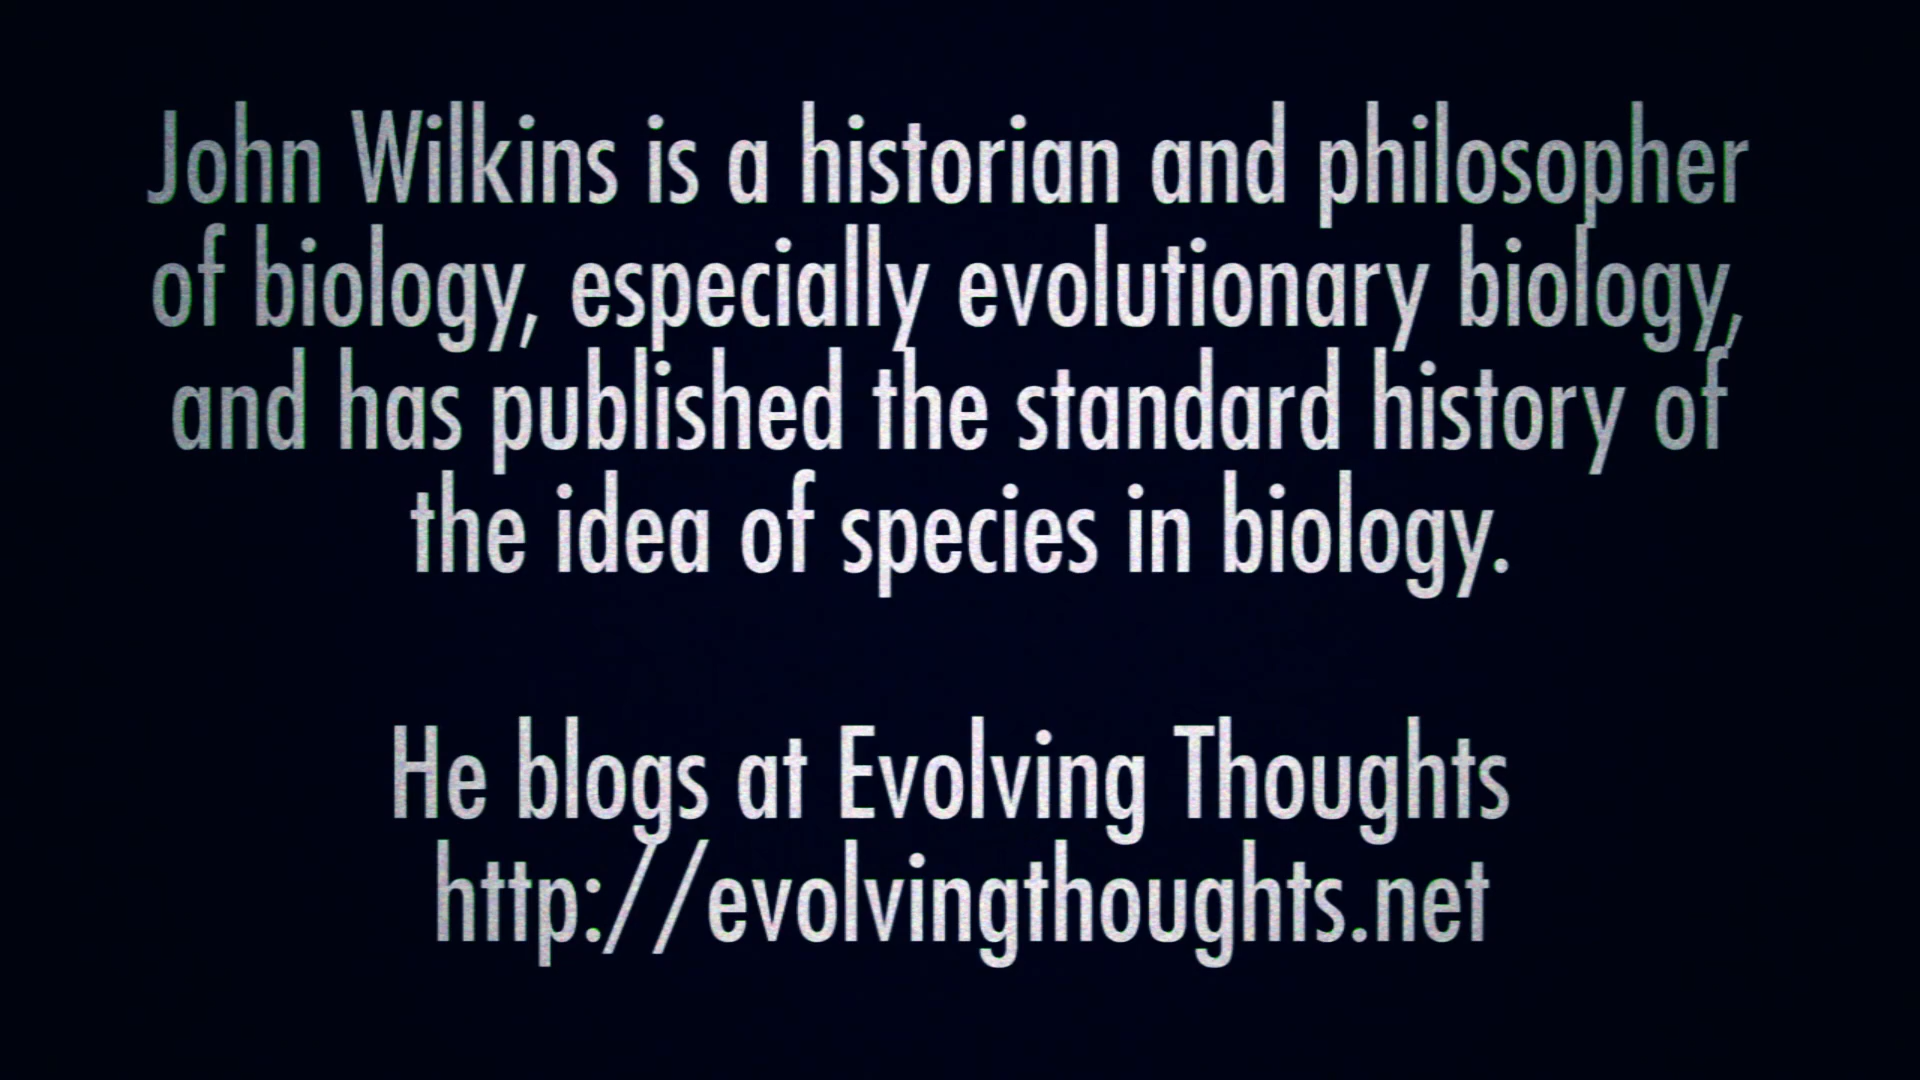 John Wilkins is a historian and philosopher
of biology, especially evolutionary biology,
and has published the standard history of
the idea of species in biology.
He blogs at Evolving Thoughts
http://evolvingthoughts.net